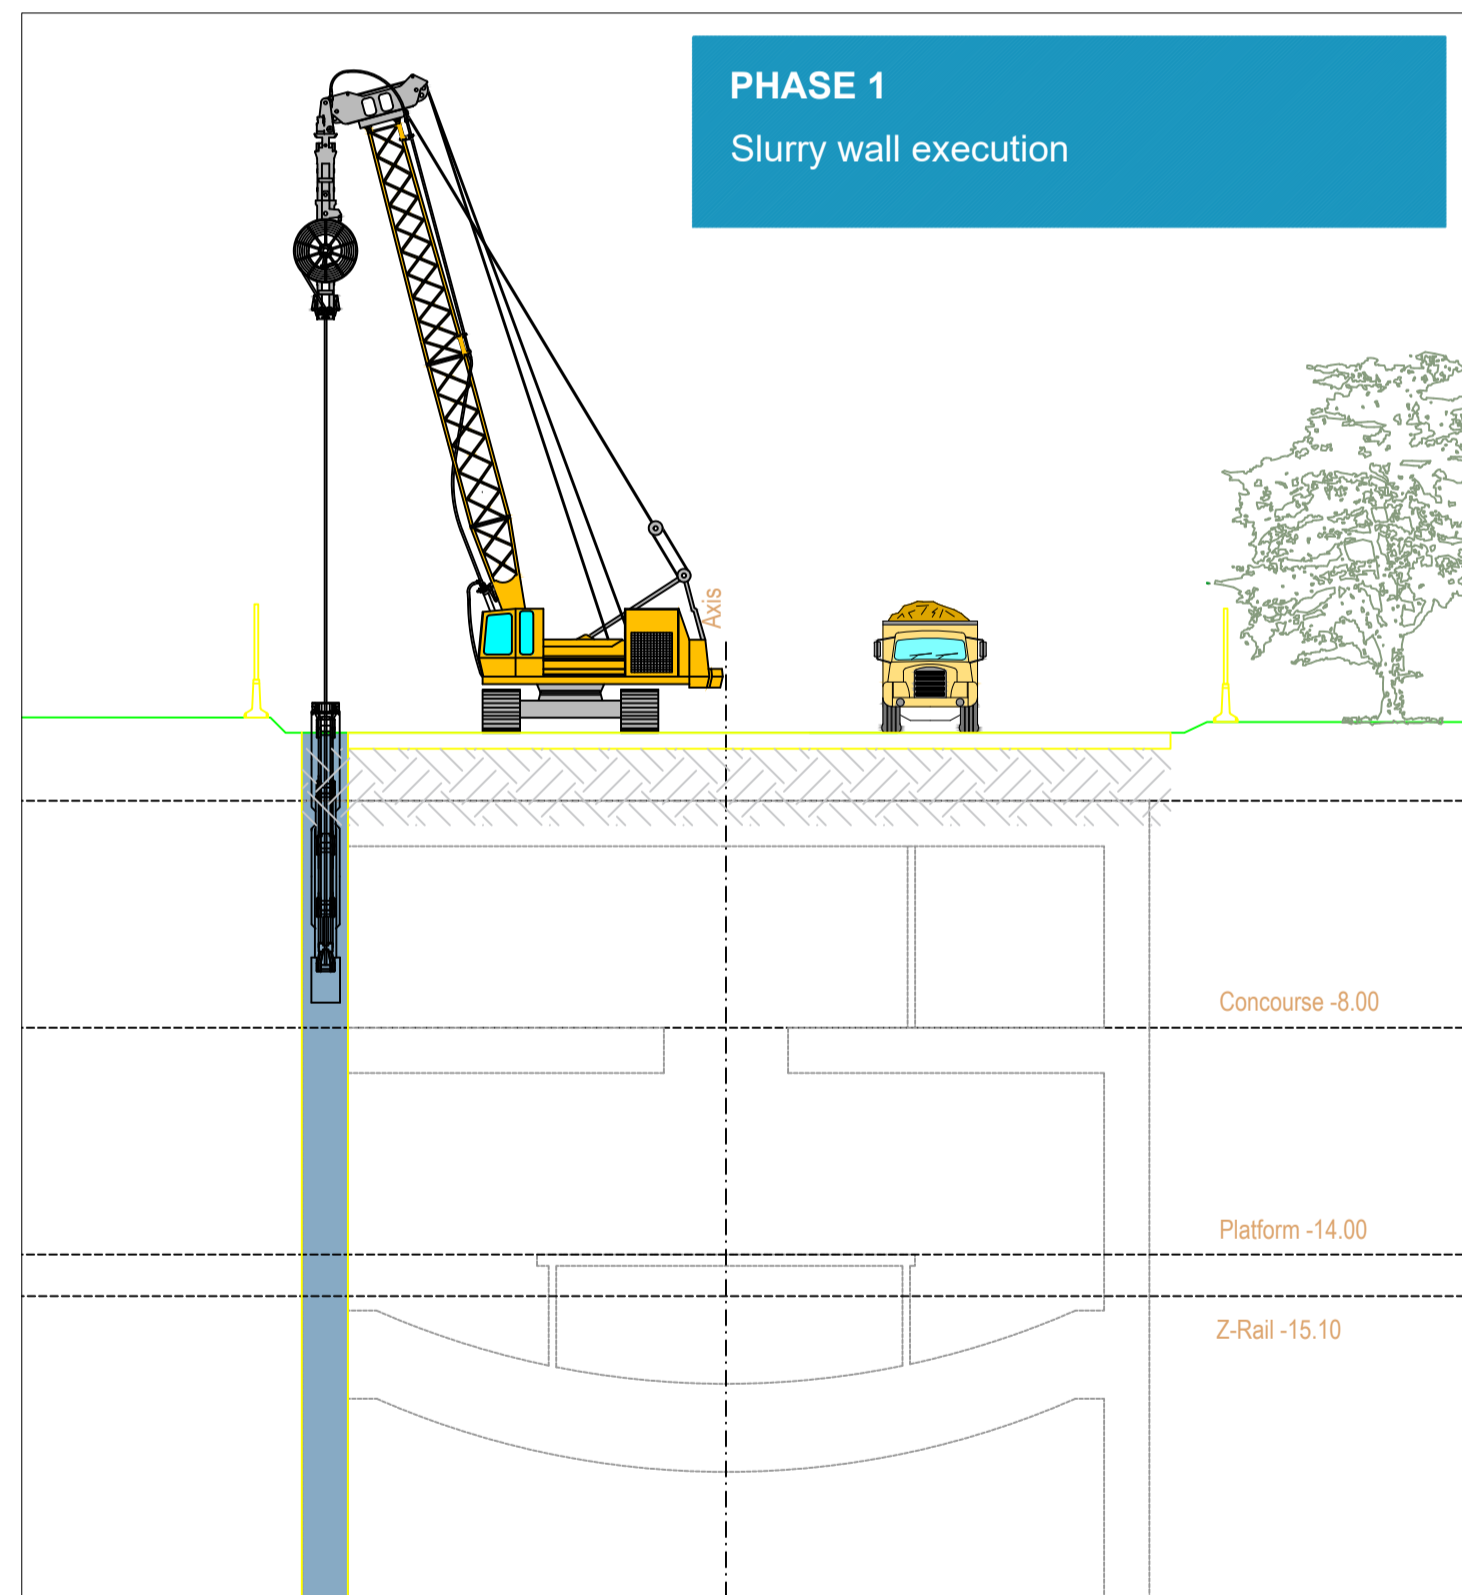 PHASE 1
Slurry wall execution
Axis
Concourse -8.00
Platform -14.00
Z-Rail -15.10